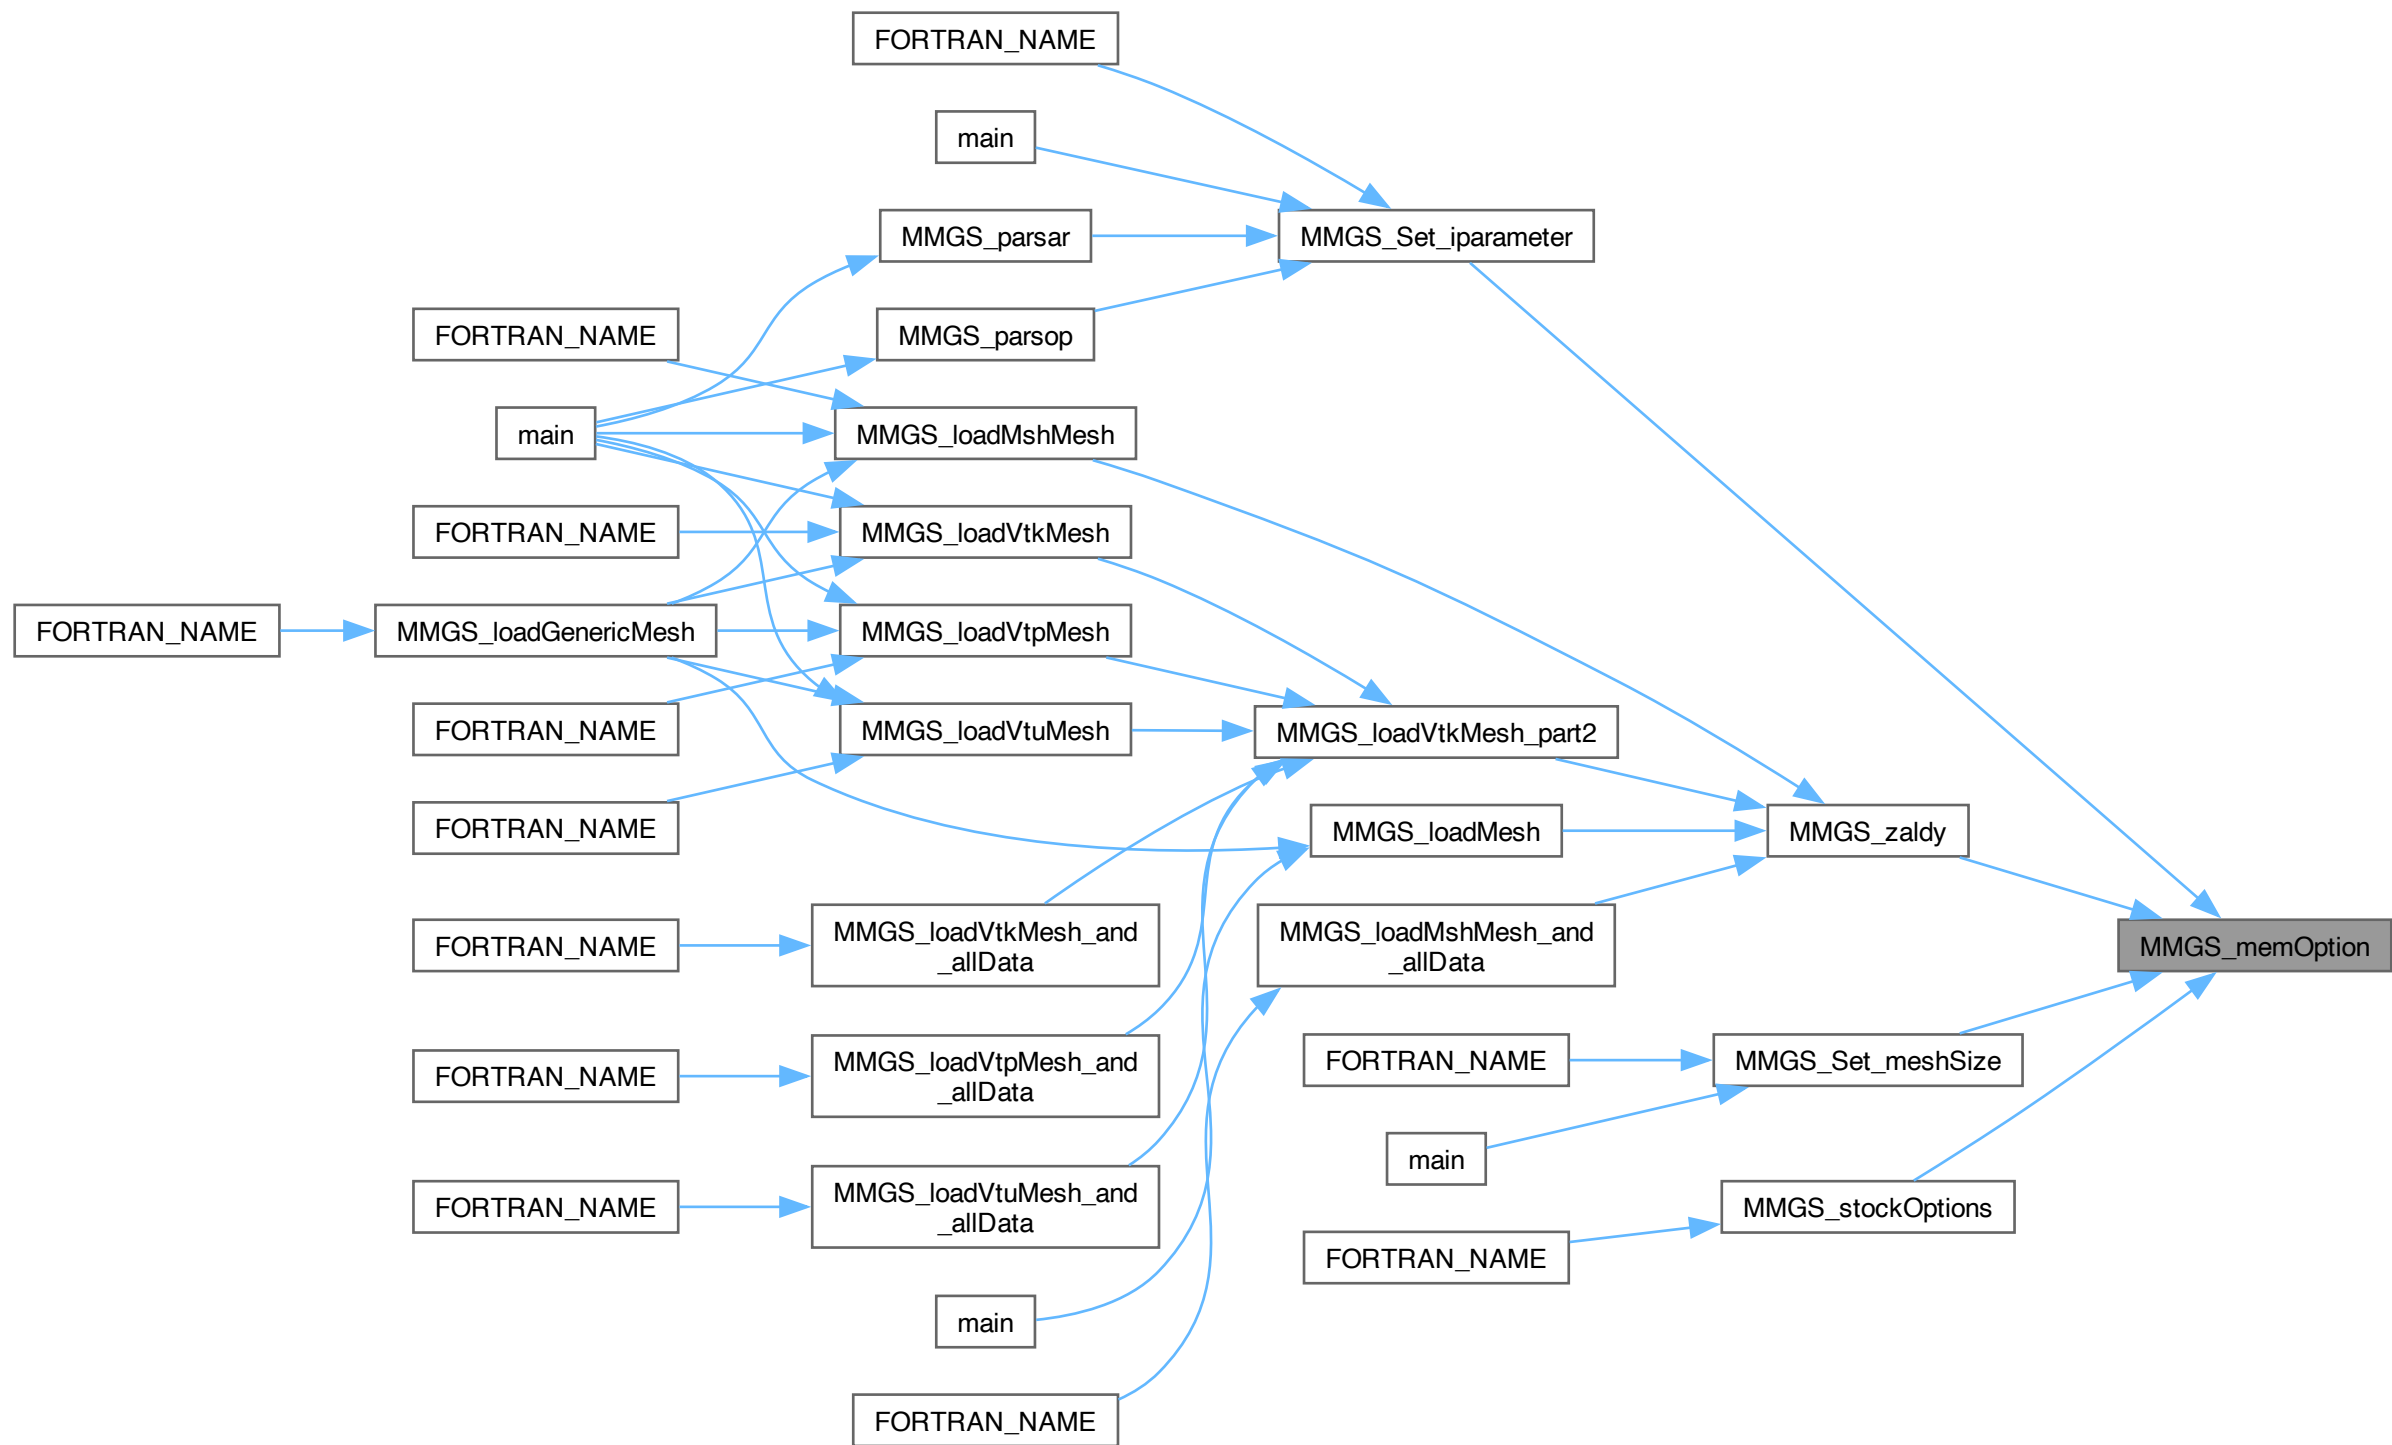 FORTRAN_NAME
main
MMGS_parsar
MMGS_Set_iparameter
FORTRAN_NAME
MMGS_parsop
main
MMGS_loadMshMesh
FORTRAN_NAME
MMGS_loadVtkMesh
FORTRAN_NAME
MMGS_loadGenericMesh
MMGS_loadVtpMesh
FORTRAN_NAME
MMGS_loadVtuMesh
MMGS_loadVtkMesh_part2
FORTRAN_NAME
MMGS_loadMesh
MMGS_zaldy
FORTRAN_NAME
MMGS_loadVtkMesh_and
_allData
MMGS_loadMshMesh_and
_allData
MMGS_memOption
FORTRAN_NAME
MMGS_loadVtpMesh_and
_allData
FORTRAN_NAME
MMGS_Set_meshSize
main
FORTRAN_NAME
MMGS_loadVtuMesh_and
_allData
MMGS_stockOptions
FORTRAN_NAME
main
FORTRAN_NAME